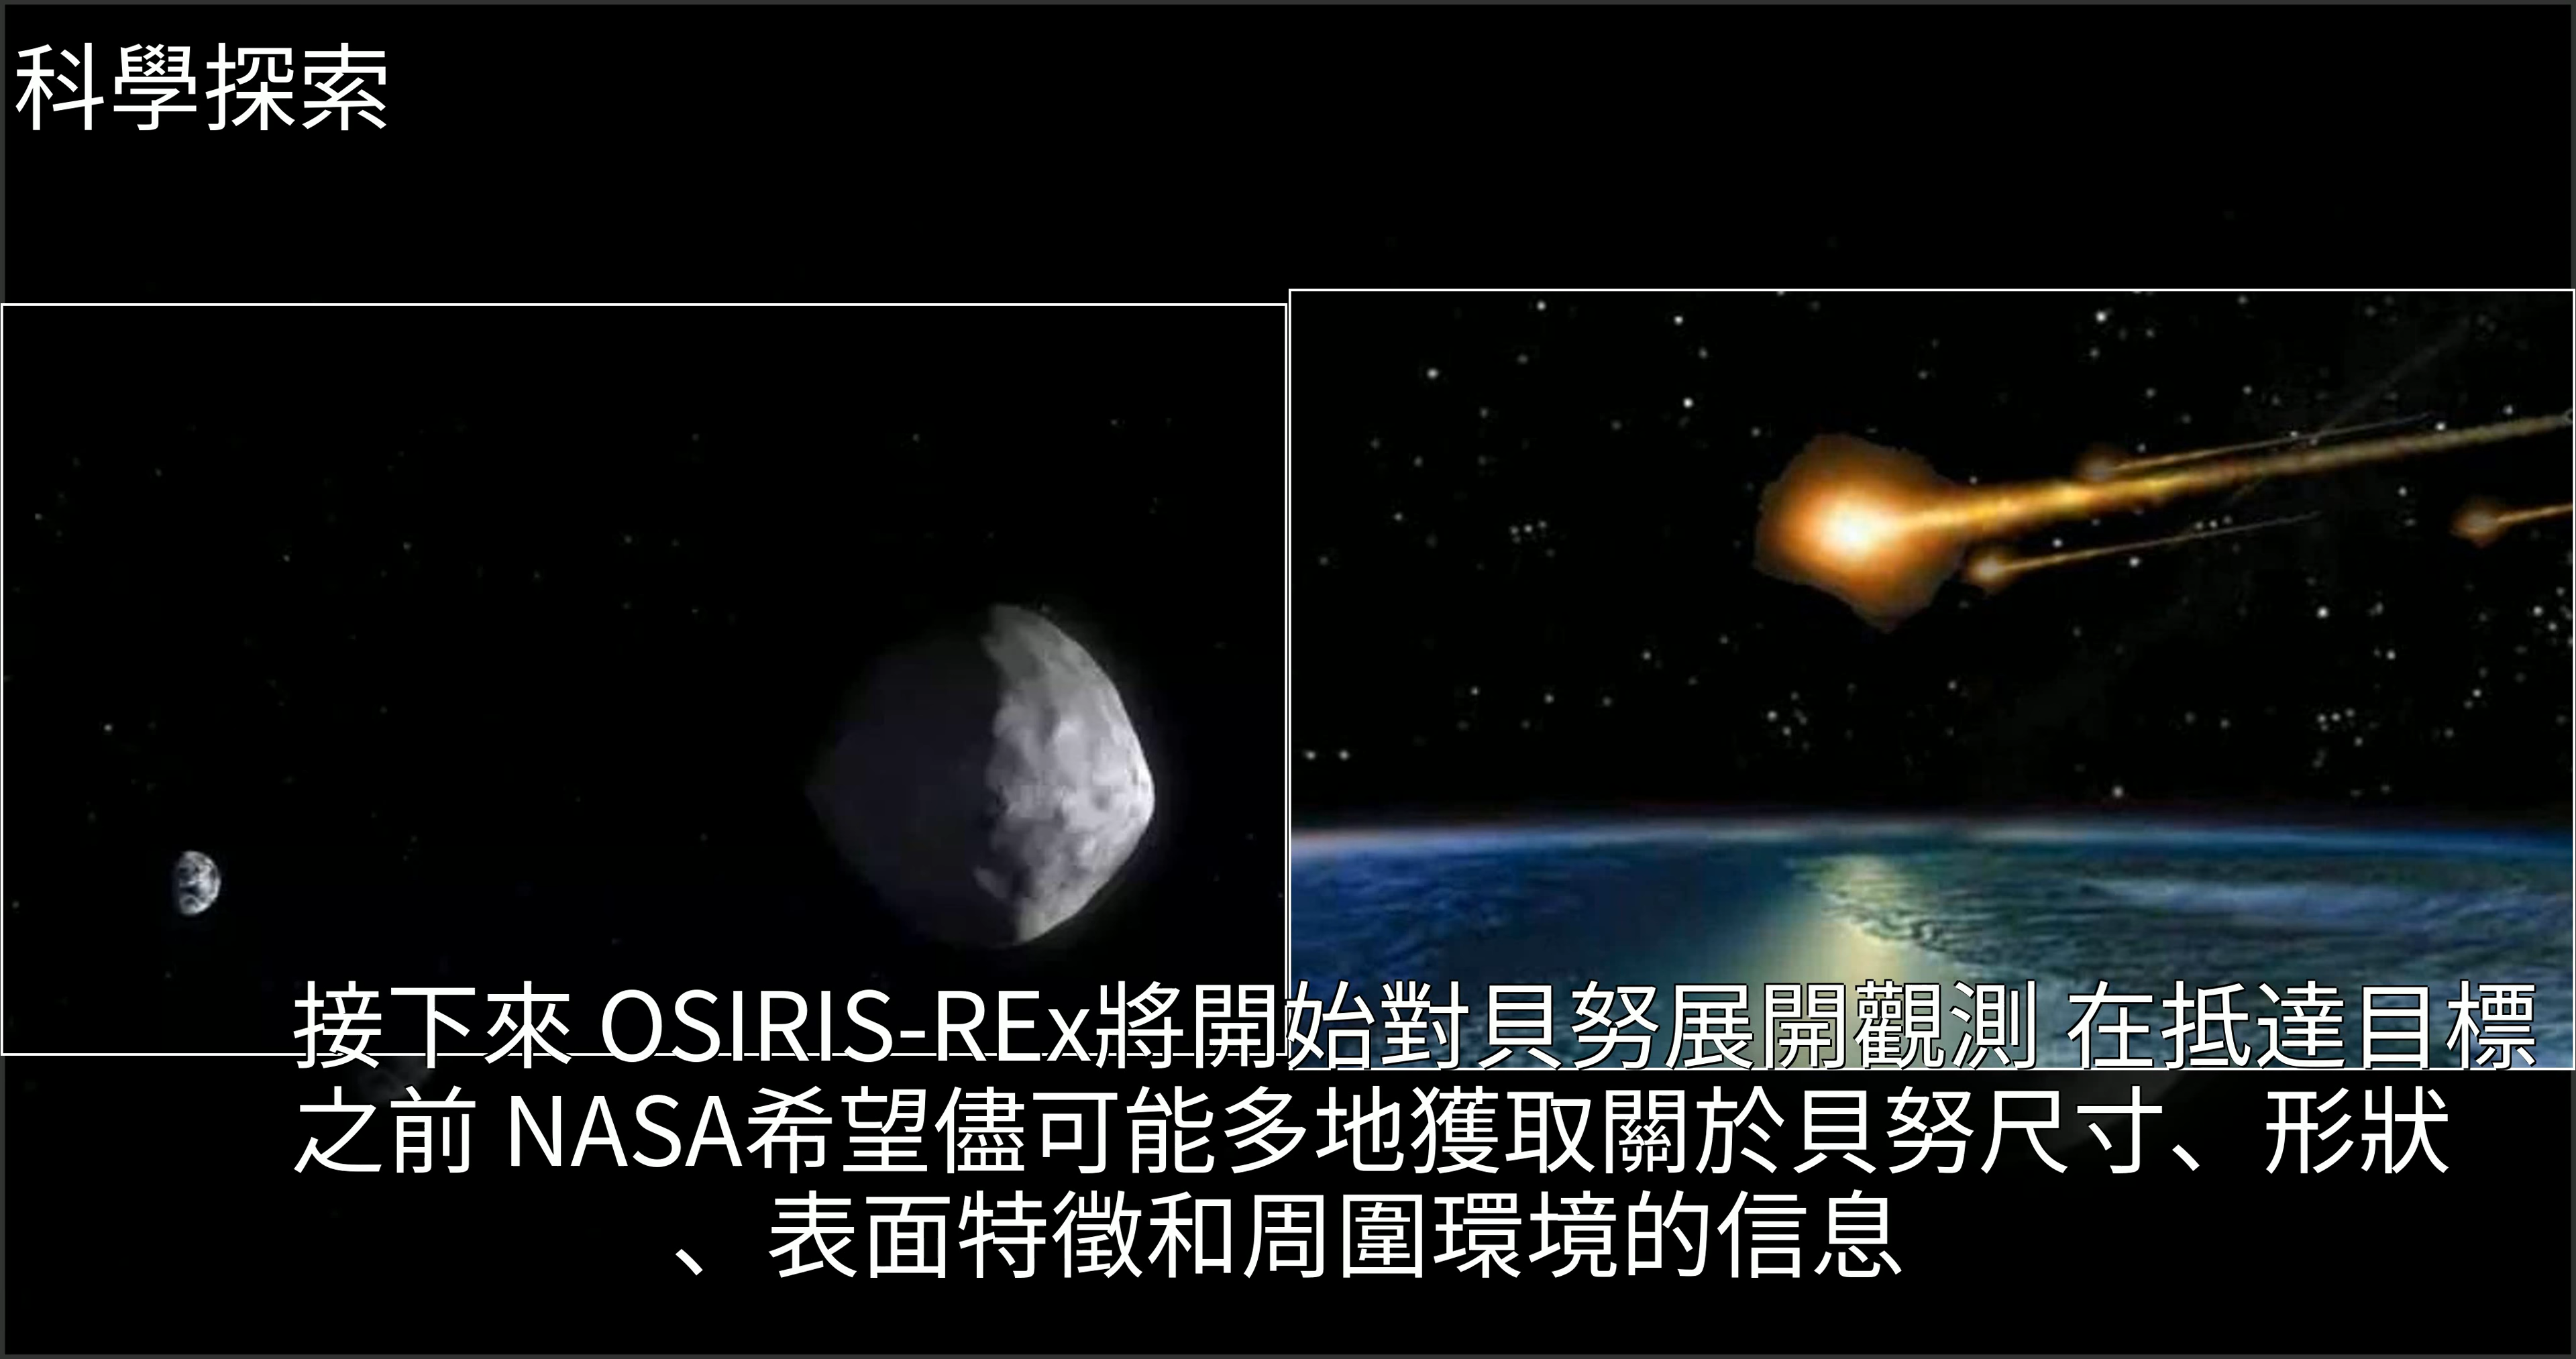 科學探索
接下來 OSIRIS-REx將開始對貝努展開觀測 在抵達目標
之前 NASA希望儘可能多地獲取關於貝努尺寸、形狀
、表面特徵和周圍環境的信息